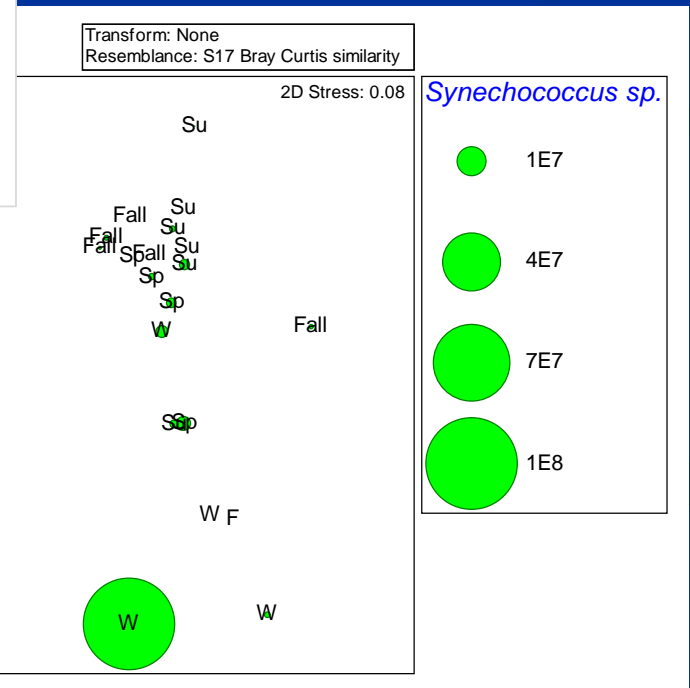 Transform: None
Resemblance: S17 Bray Curtis similarity
2D Stress: 0.08
Synechococcus sp.
1E7
4E7
7E7
1E8
Su
Su
Fall
Su
Fall
Fall
Su
Sp
Fall
Su
Sp
Sp
W
Fall
Sp
W
F
W
W